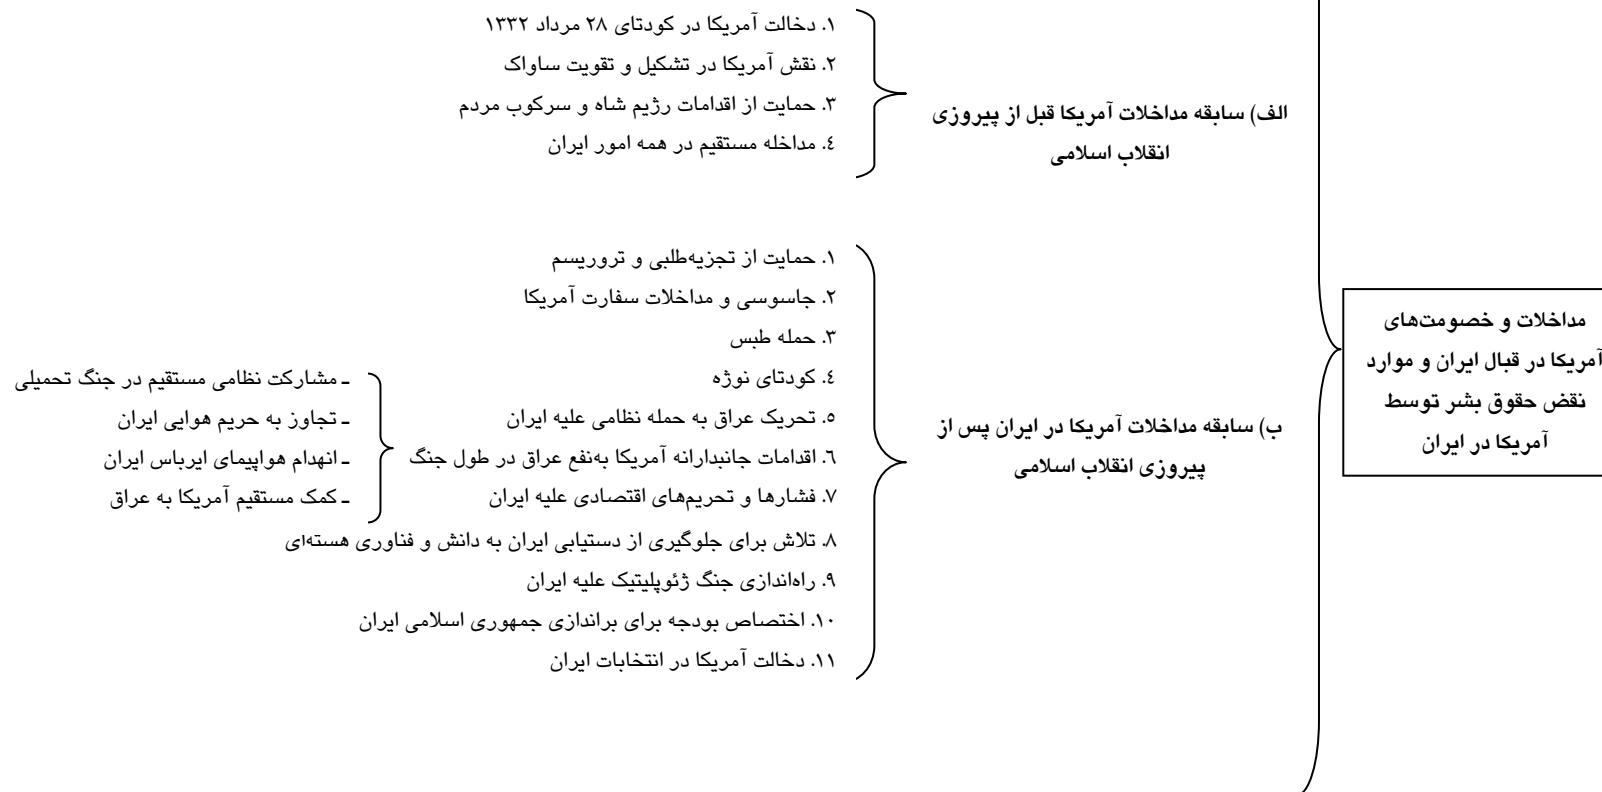 مداخلات و خصومت‌های
آمریکا در قبال ایران و موارد
نقض حقوق بشر توسط
آمریکا در ایران
الف) سابقه مداخلات آمریکا قبل از پیروزی
انقلاب اسلامی
۱. دخالت آمریکا در کودتای ۲۸ مرداد ۱۳۳۲
۲. نقش آمریکا در تشکیل و تقویت ساواک
۳. حمایت از اقدامات رژیم شاه و سرکوب مردم
٤. مداخله مستقیم در همه امور ایران
ب) سابقه مداخلات آمریکا در ایران پس از
پیروزی انقلاب اسلامی
۱. حمایت از تجزیه‌طلبی و تروریسم
۲. جاسوسی و مداخلات سفارت آمریکا
۳. حمله طبس
٤. کودتای نوژه
٥. تحریک عراق به حمله نظامی علیه ایران
٦. اقدامات جانبدارانه آمریکا به‌نفع عراق در طول جنگ
ـ مشارکت نظامی مستقیم در جنگ تحمیلی
ـ تجاوز به حریم هوایی ایران
ـ انهدام هواپیمای ایرباس ایران
ـ کمک مستقیم آمریکا به عراق
۷. فشارها و تحریم‌های اقتصادی علیه ایران
۸. تلاش برای جلوگیری از دستیابی ایران به دانش و فناوری هسته‌ای
۹. راه‌اندازی جنگ ژئوپلیتیک علیه ایران
۱۰. اختصاص بودجه برای براندازی جمهوری اسلامی ایران
۱۱. دخالت آمریکا در انتخابات ایران